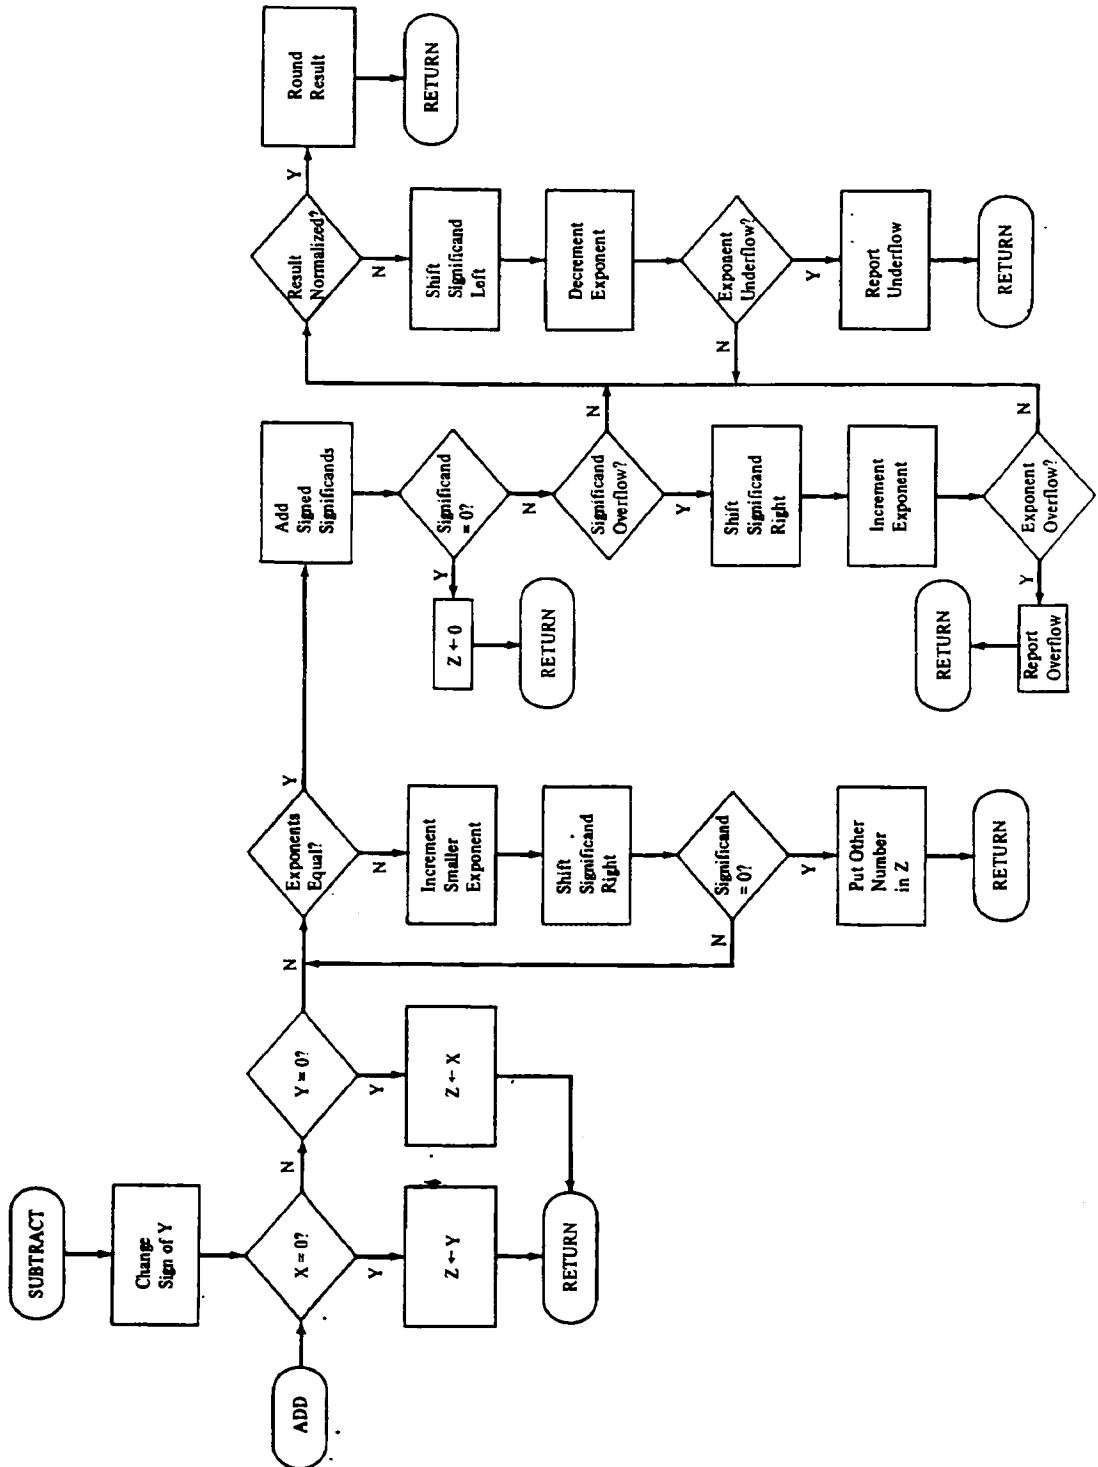 SUBTRACT
Change
Sign of Y
ADD
X = 0?
N
Y
Z ← Y
RETURN
Y = 0?
N
Y
Z ← X
Exponents
Equal?
Y
N
Increment
Smaller
Exponent
Shift
Significand
Right
Significand
= 0?
N
Y
Put Other
Number
in Z
RETURN
Add
Signed
Significands
Significand
= 0?
Y
N
Z ← 0
RETURN
Significand
Overflow?
N
Y
Shift
Significand
Right
Increment
Exponent
Exponent
Overflow?
N
Y
Report
Overflow
RETURN
Result
Normalized?
Y
N
Round
Result
RETURN
Shift
Significand
Left
Decrement
Exponent
Exponent
Underflow?
N
Y
Report
Underflow
RETURN